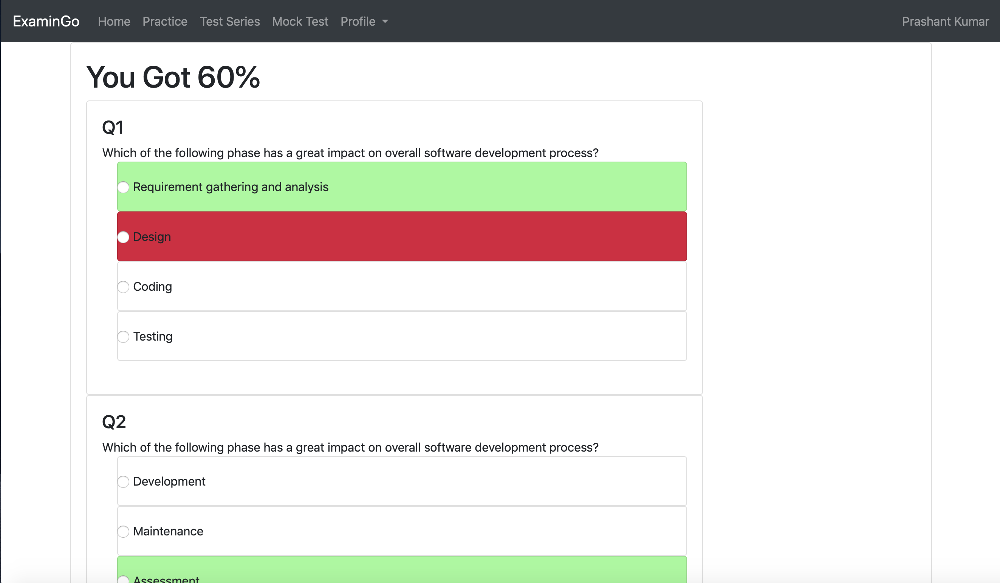 ExaminGo Home Practice Test Series Mock Test Profile Prashant Kumar
You Got 60%
Q1
Which of the following phase has a great impact on overall software development process?
Requirement gathering and analysis
Design
Coding
Testing
Q2
Which of the following phase has a great impact on overall software development process?
Development
Maintenance
Assessment